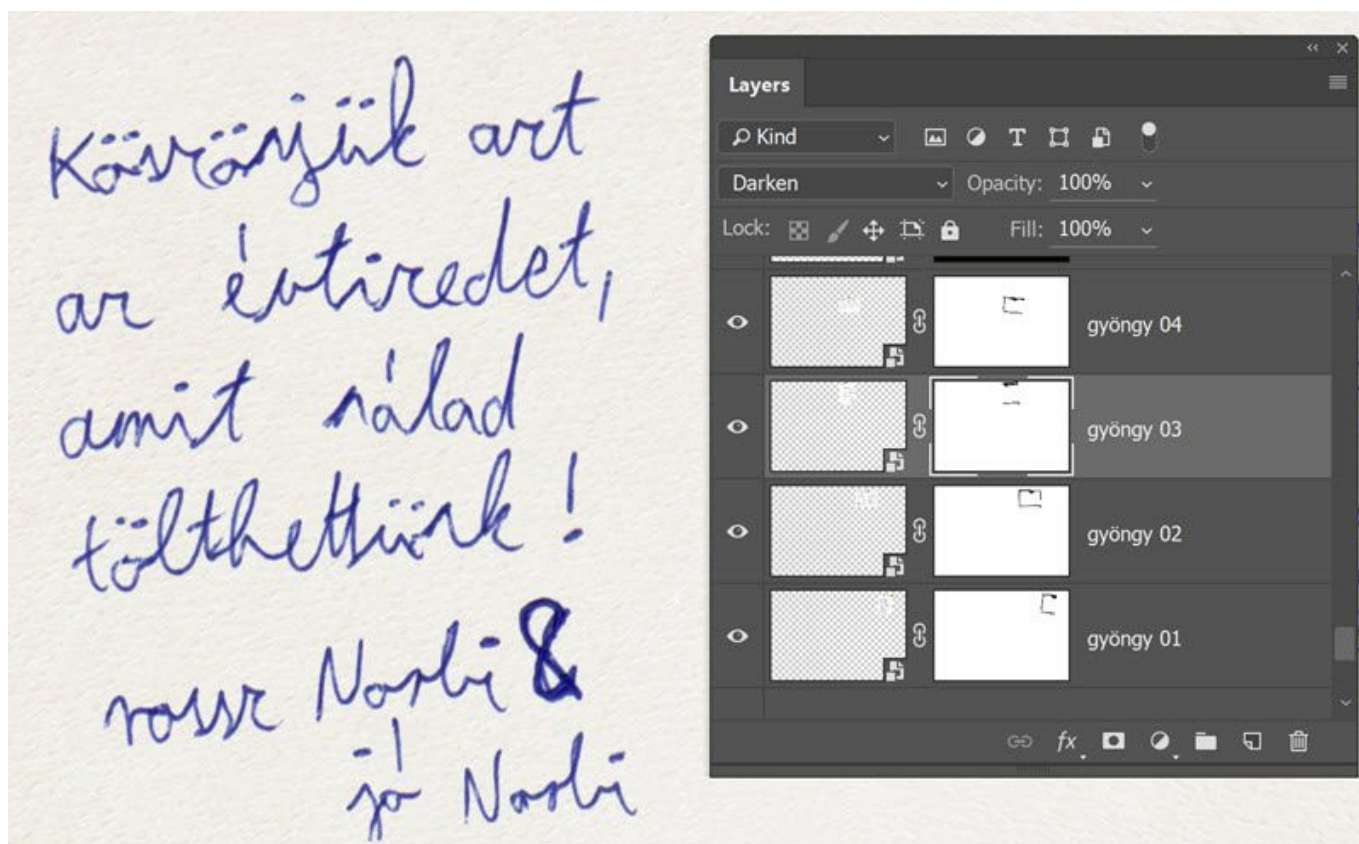 Köszönjük azt
az évtizedet,
amit nálad
tölthettünk!
rossz Norbi &
jó Norbi
Layers
Kind
Darken
Opacity: 100%
Lock:
Fill: 100%
gyöngy 04
gyöngy 03
gyöngy 02
gyöngy 01